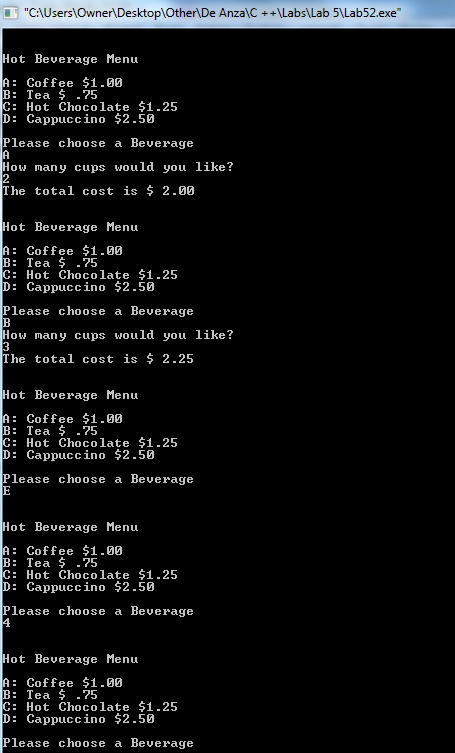 "C:\Users\Owner\Desktop\Other\De Anza\C ++\Labs\Lab 5\Lab52.exe"
Hot Beverage Menu
A: Coffee $1.00
B: Tea $ .75
C: Hot Chocolate $1.25
D: Cappuccino $2.50
Please choose a Beverage
A
How many cups would you like?
2
The total cost is $ 2.00
Hot Beverage Menu
A: Coffee $1.00
B: Tea $ .75
C: Hot Chocolate $1.25
D: Cappuccino $2.50
Please choose a Beverage
B
How many cups would you like?
3
The total cost is $ 2.25
Hot Beverage Menu
A: Coffee $1.00
B: Tea $ .75
C: Hot Chocolate $1.25
D: Cappuccino $2.50
Please choose a Beverage
E
Hot Beverage Menu
A: Coffee $1.00
B: Tea $ .75
C: Hot Chocolate $1.25
D: Cappuccino $2.50
Please choose a Beverage
4
Hot Beverage Menu
A: Coffee $1.00
B: Tea $ .75
C: Hot Chocolate $1.25
D: Cappuccino $2.50
Please choose a Beverage